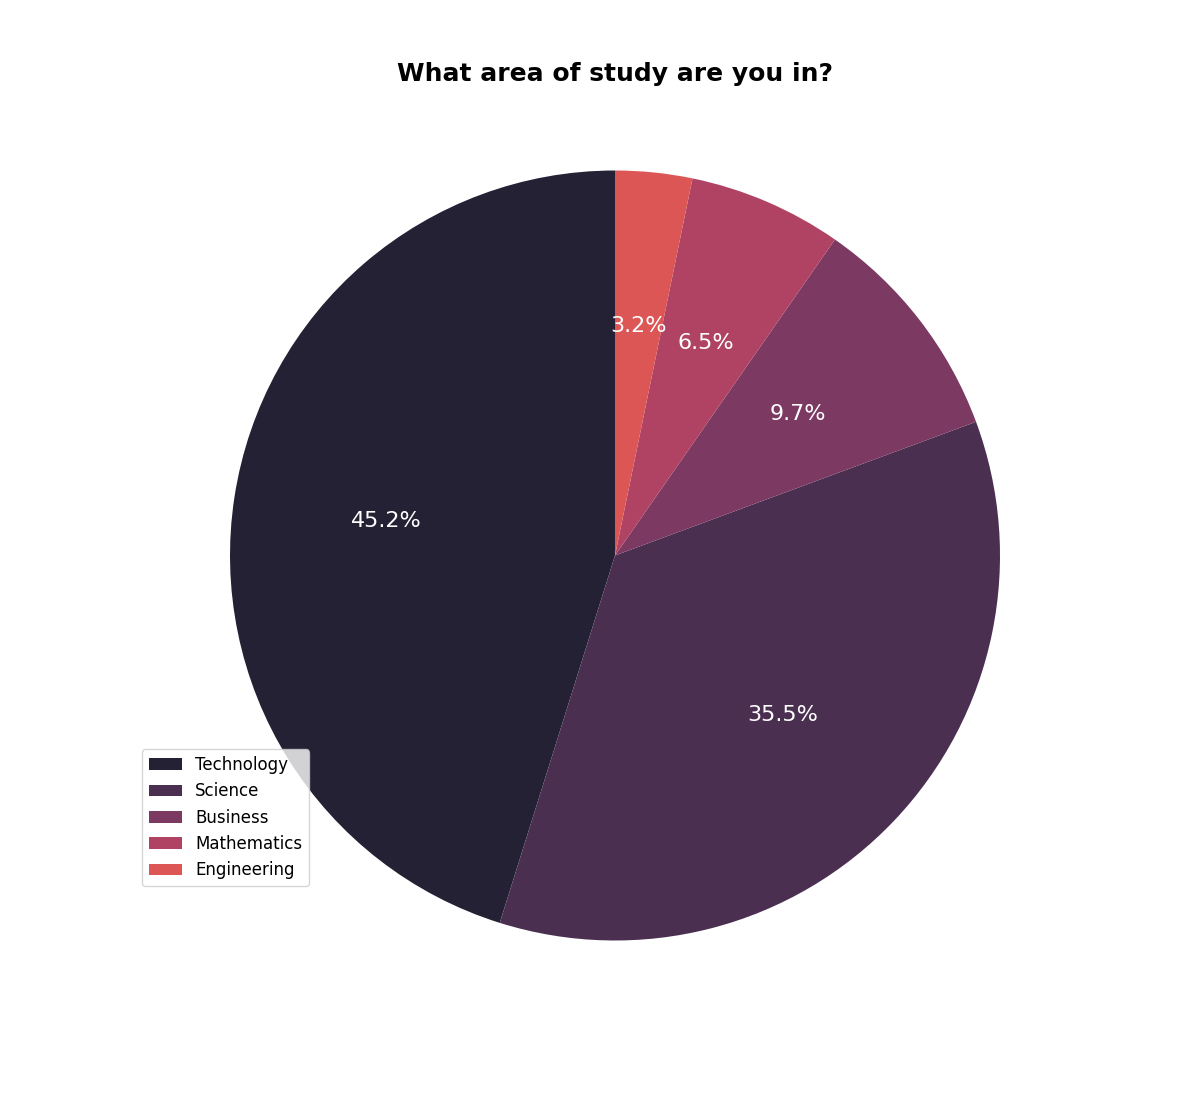 What area of study are you in?
3.2%
6.5%
9.7%
45.2%
35.5%
Technology
Science
Business
Mathematics
Engineering